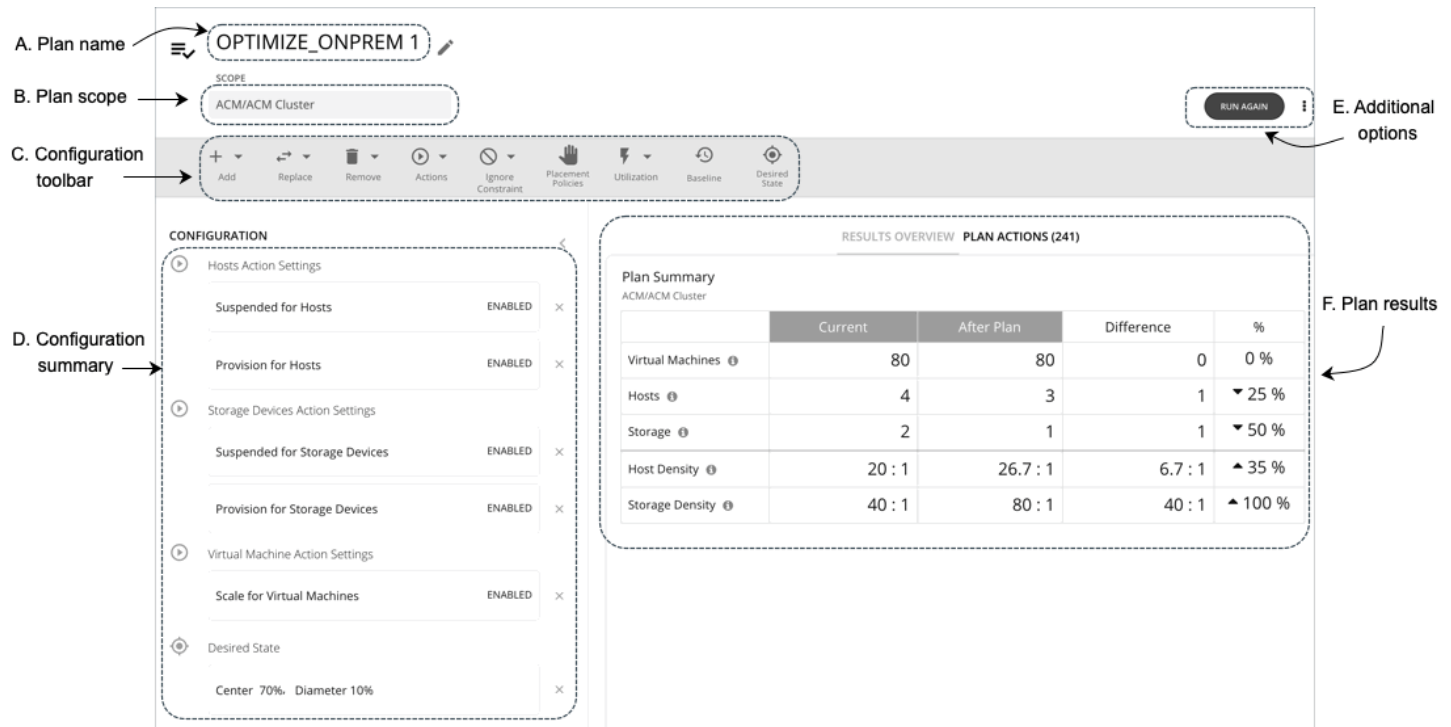 A. Plan name
OPTIMIZE_ONPREM 1
SCOPE
B. Plan scope
ACM/ACM Cluster
RUN AGAIN
E. Additional
options
C. Configuration
toolbar
Add
Replace
Remove
Actions
Ignore
Constraint
Placement
Policies
Utilization
Baseline
Desired
State
CONFIGURATION
Hosts Action Settings
Suspended for Hosts ENABLED
Provision for Hosts ENABLED
D. Configuration
summary
Storage Devices Action Settings
Suspended for Storage Devices ENABLED
Provision for Storage Devices ENABLED
Virtual Machine Action Settings
Scale for Virtual Machines ENABLED
Desired State
Center 70%. Diameter 10%
RESULTS OVERVIEW PLAN ACTIONS (241)
Plan Summary
ACM/ACM Cluster
Current After Plan Difference %
Virtual Machines 80 80 0 0 %
Hosts 4 3 1 25 %
Storage 2 1 1 50 %
Host Density 20 : 1 26.7 : 1 6.7 : 1 35 %
Storage Density 40 : 1 80 : 1 40 : 1 100 %
F. Plan results